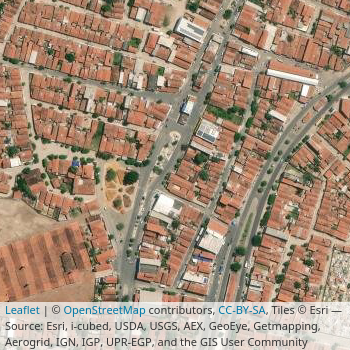 Leaflet | © OpenStreetMap contributors, CC-BY-SA, Tiles © Esri —
Source: Esri, i-cubed, USDA, USGS, AEX, GeoEye, Getmapping,
Aerogrid, IGN, IGP, UPR-EGP, and the GIS User Community